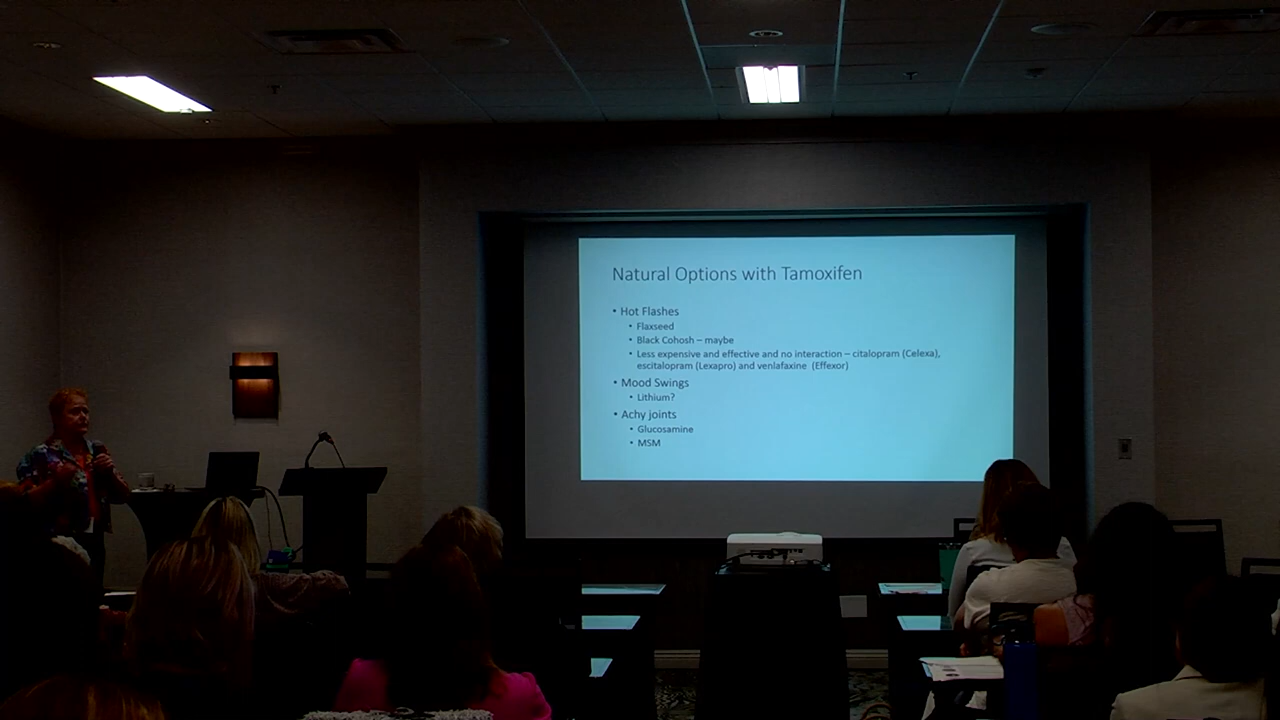 Natural Options with Tamoxifen
• Hot Flashes
• Flaxseed
• Black Cohosh – maybe
• Less expensive and effective and no interaction – citalopram (Celexa),
escitalopram (Lexapro) and venlafaxine (Effexor)
• Mood Swings
• Lithium?
• Achy joints
• Glucosamine
• MSM